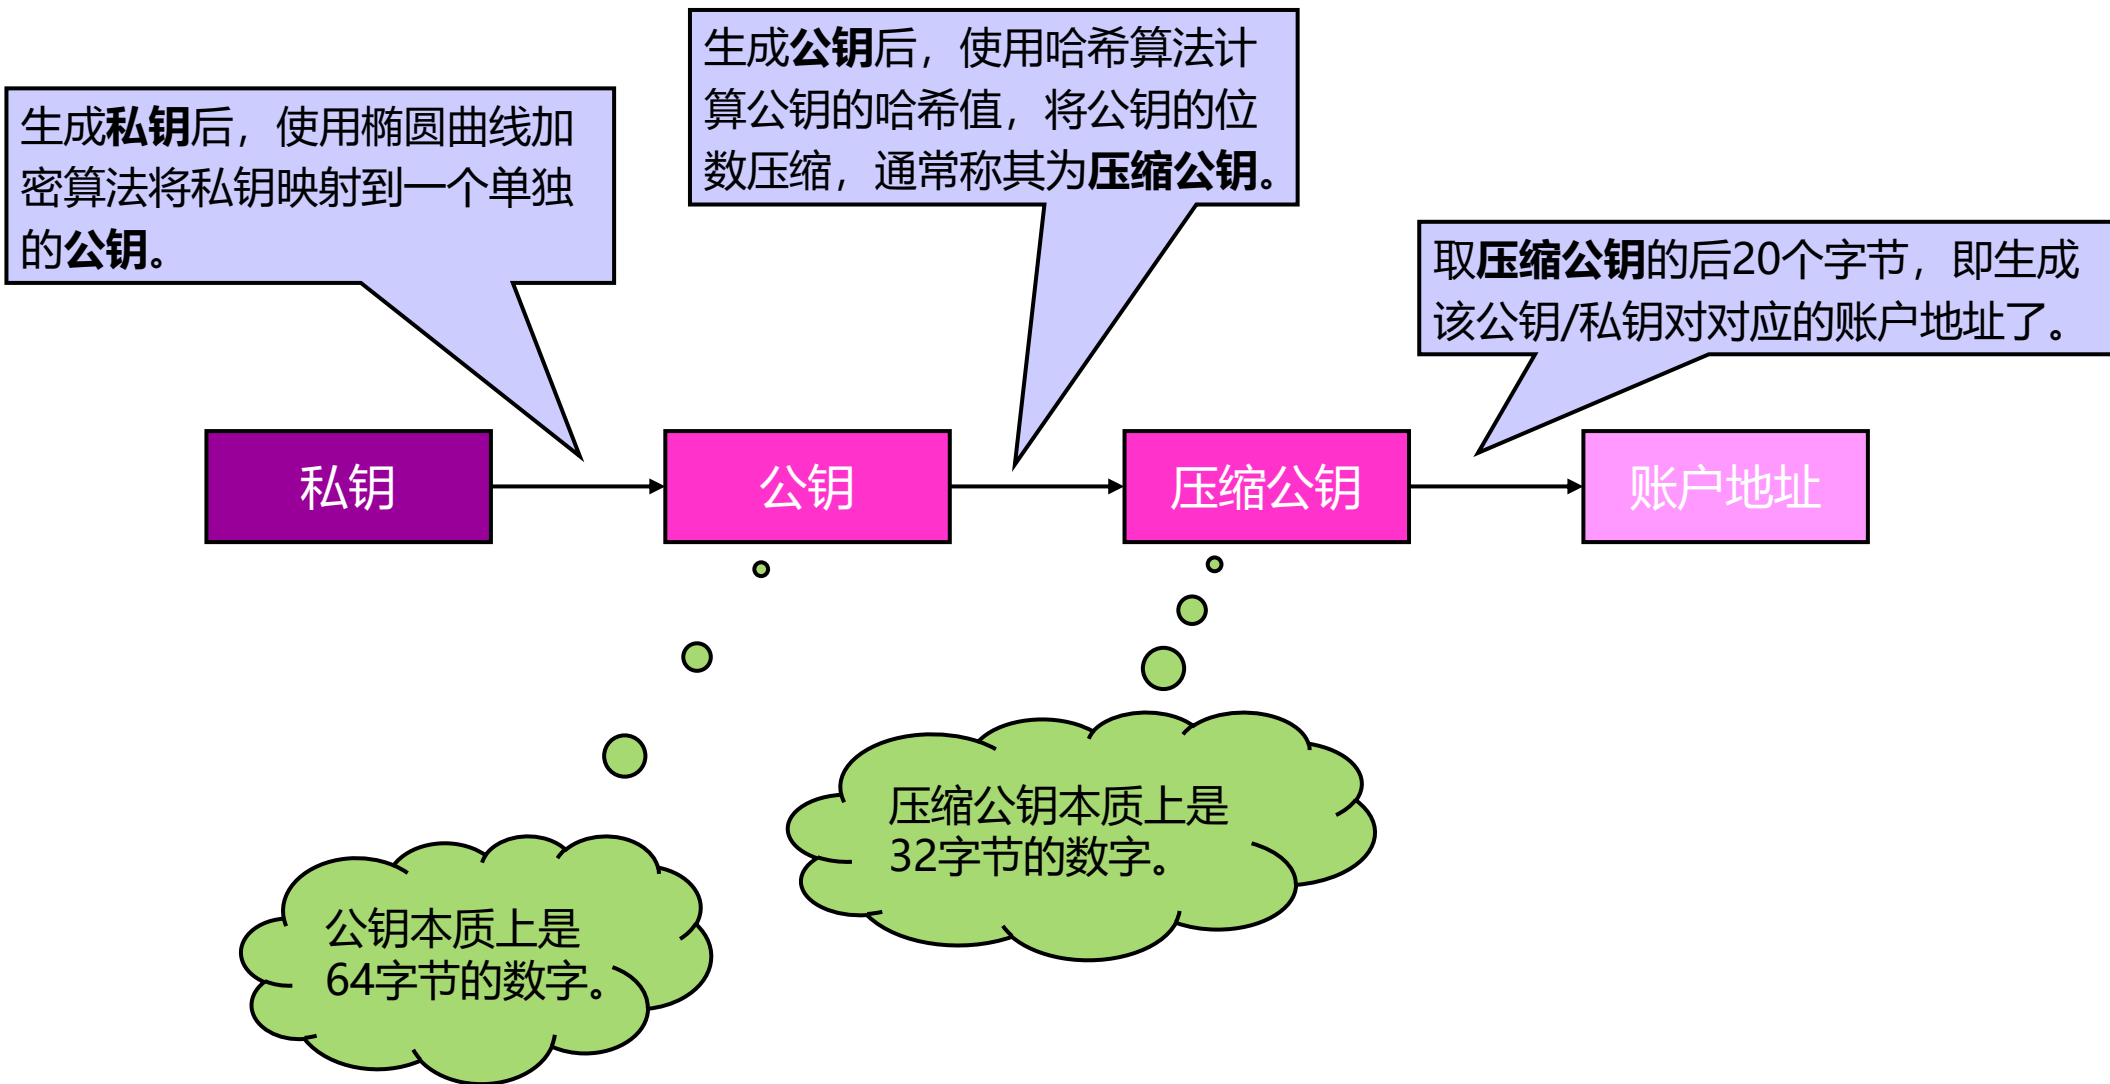 生成私钥后，使用椭圆曲线加
密算法将私钥映射到一个单独
的公钥。
生成公钥后，使用哈希算法计
算公钥的哈希值，将公钥的位
数压缩，通常称其为压缩公钥。
取压缩公钥的后20个字节，即生成
该公钥/私钥对对应的账户地址了。
私钥
公钥
压缩公钥
账户地址
公钥本质上是
64字节的数字。
压缩公钥本质上是
32字节的数字。